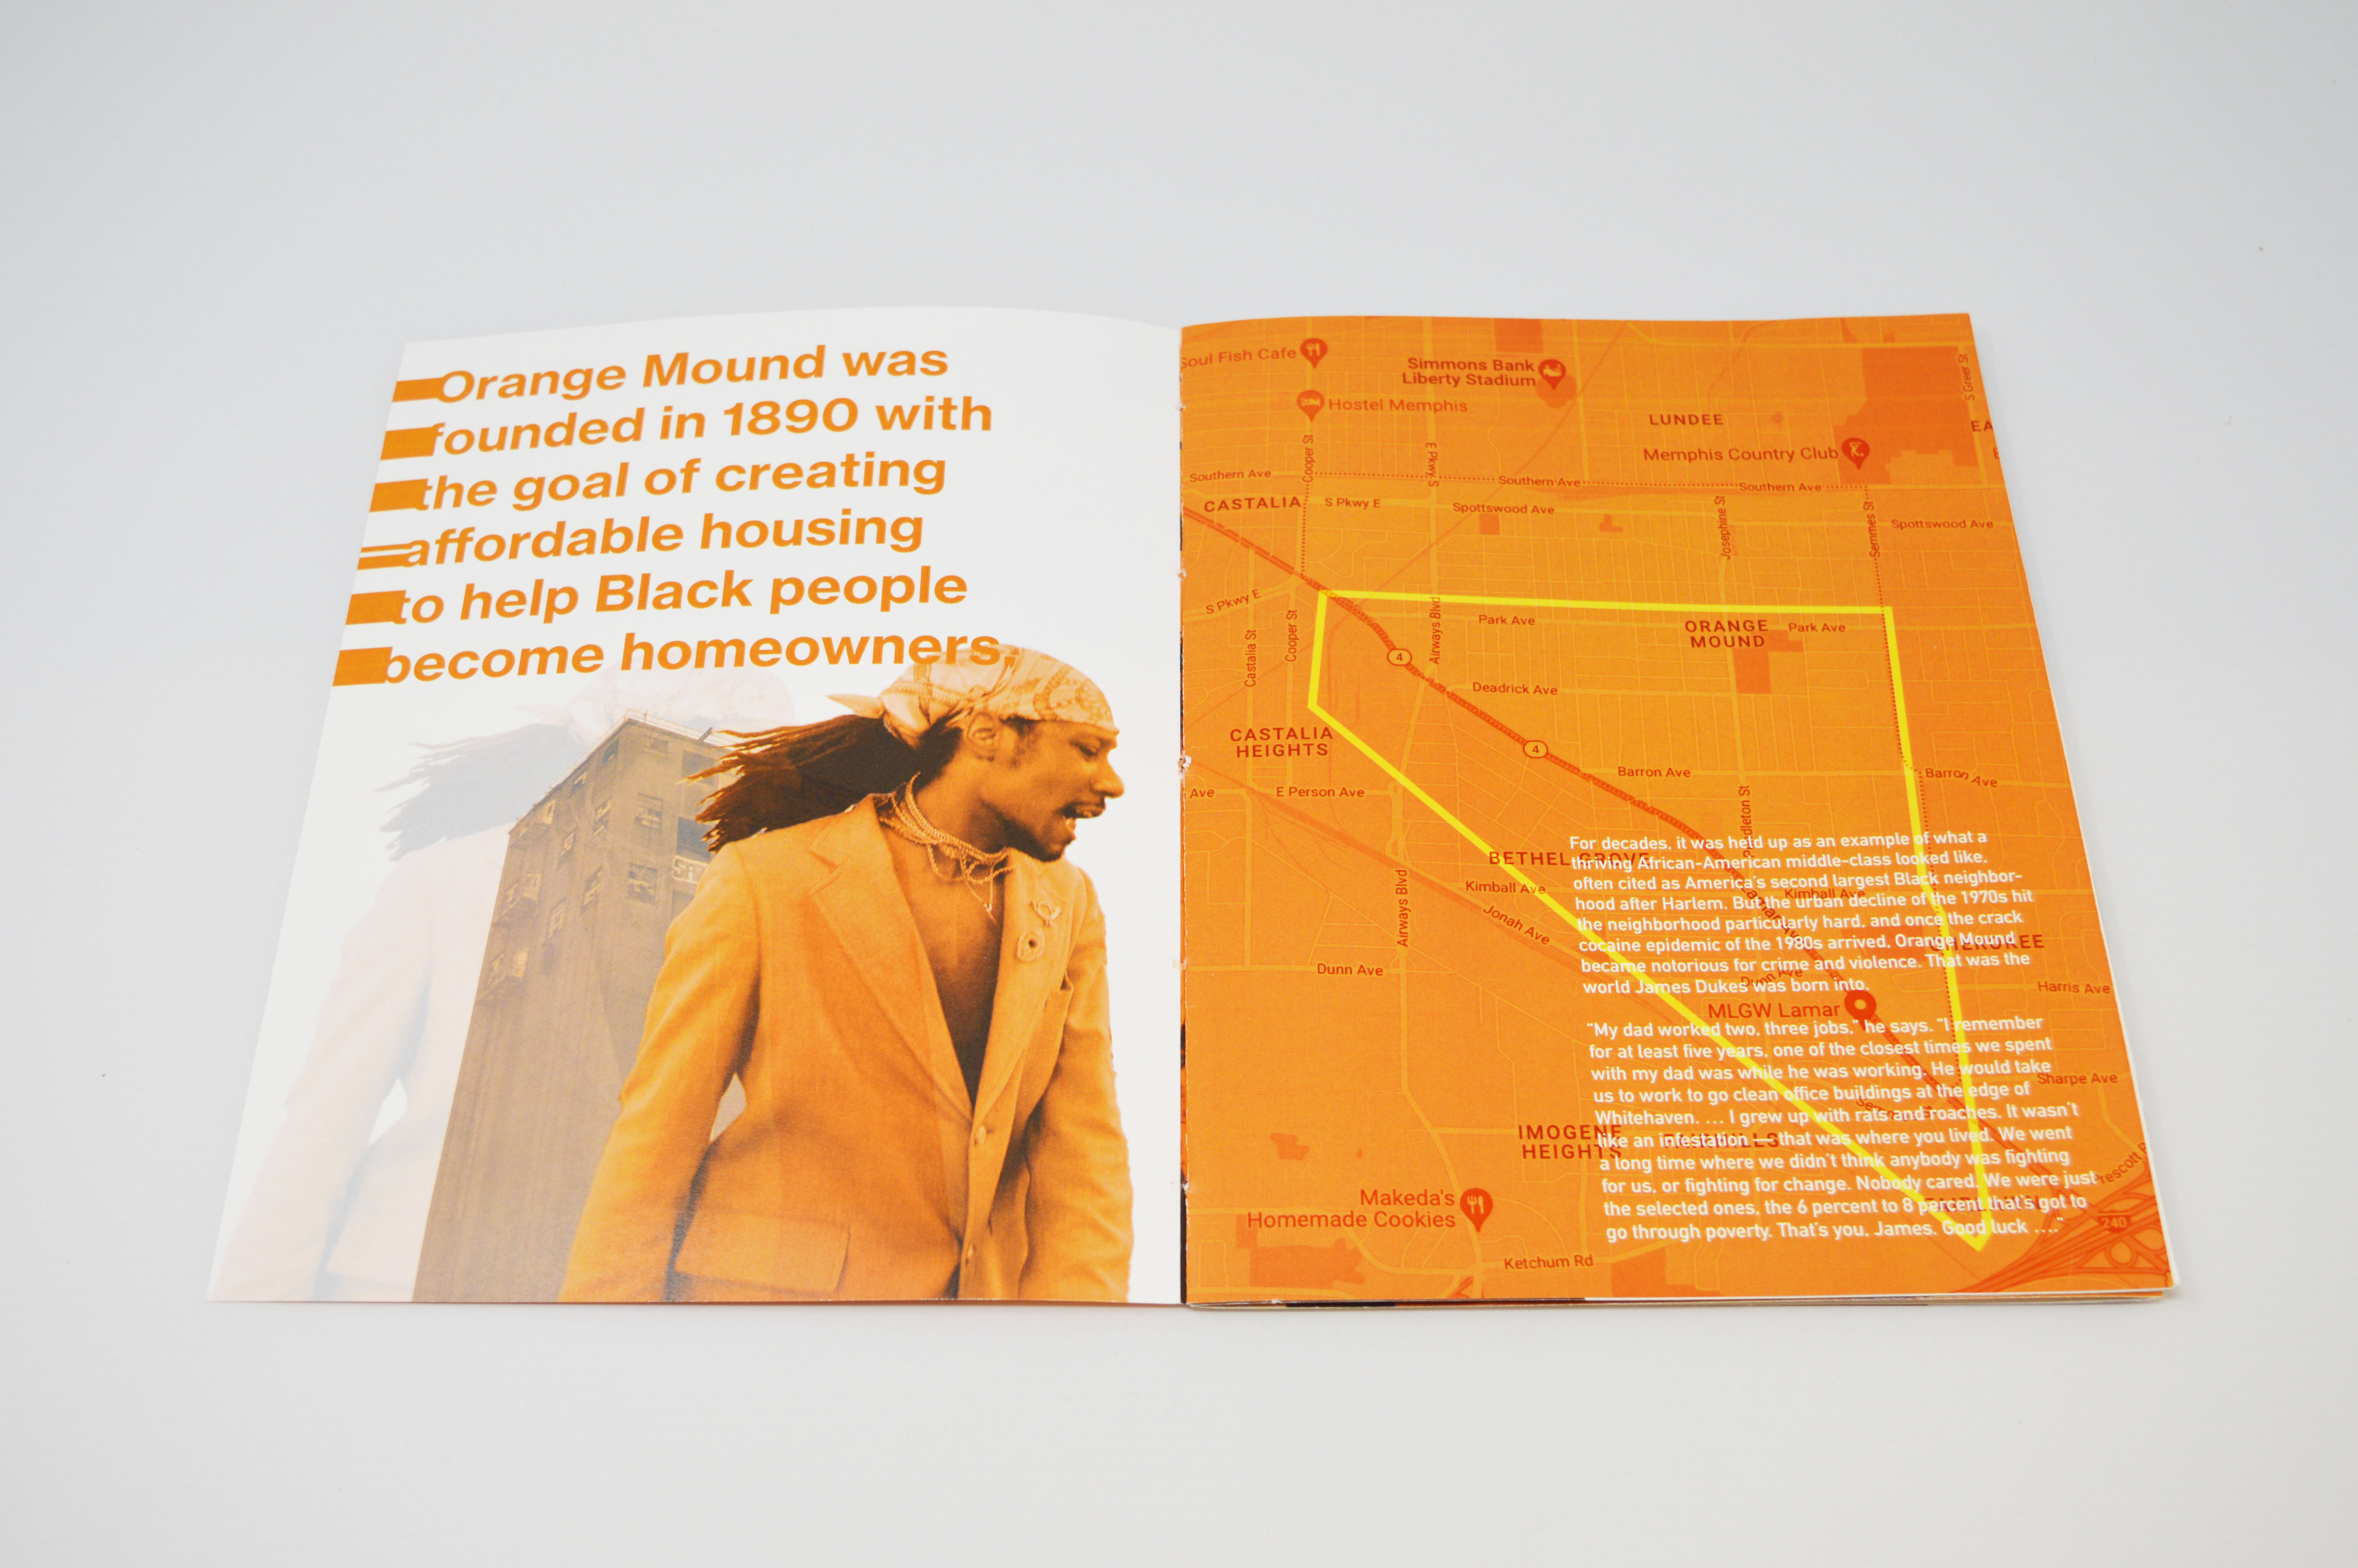 Orange Mound was
founded in 1890 with
the goal of creating
affordable housing
to help Black people
become homeowners.
Soul Fish Cafe
Simmons Bank
Liberty Stadium
Hostel Memphis
LUNDEE
Memphis Country Club
S Greer St
EA
Cooper St
E Pkwy S
Southern Ave
Southern Ave
Southern Ave
CASTALIA
S Pkwy E
Spottswood Ave
Josephine St
Semmes St
Spottswood Ave
S Pkwy E
Castalia St
Cooper St
Airways Blvd
Park Ave
ORANGE
MOUND
Park Ave
4
Deadrick Ave
CASTALIA
HEIGHTS
4
Barron Ave
Barron Ave
Ave
E Person Ave
BETHEL GROVE
Kimball Ave
Kimball Ave
Jonah Ave
Airways Blvd
CHEROKEE
Dunn Ave
Dunn Ave
Harris Ave
MLGW Lamar
Sharpe Ave
IMOGENE
HEIGHTS
Makeda's
Homemade Cookies
240
Ketchum Rd
For decades, it was held up as an example of what a
thriving African-American middle-class looked like,
often cited as America's second largest Black neighbor-
hood after Harlem. But the urban decline of the 1970s hit
the neighborhood particularly hard, and once the crack
cocaine epidemic of the 1980s arrived, Orange Mound
became notorious for crime and violence. That was the
world James Dukes was born into.
“My dad worked two, three jobs,” he says. “I remember
for at least five years, one of the closest times we spent
with my dad was while he was working. He would take
us to work to go clean office buildings at the edge of
Whitehaven. … I grew up with rats and roaches. It wasn't
like an infestation — that was where you lived. We went
a long time where we didn't think anybody was fighting
for us, or fighting for change. Nobody cared. We were just
the selected ones, the 6 percent to 8 percent that's got to
go through poverty. That's you, James. Good luck ….”